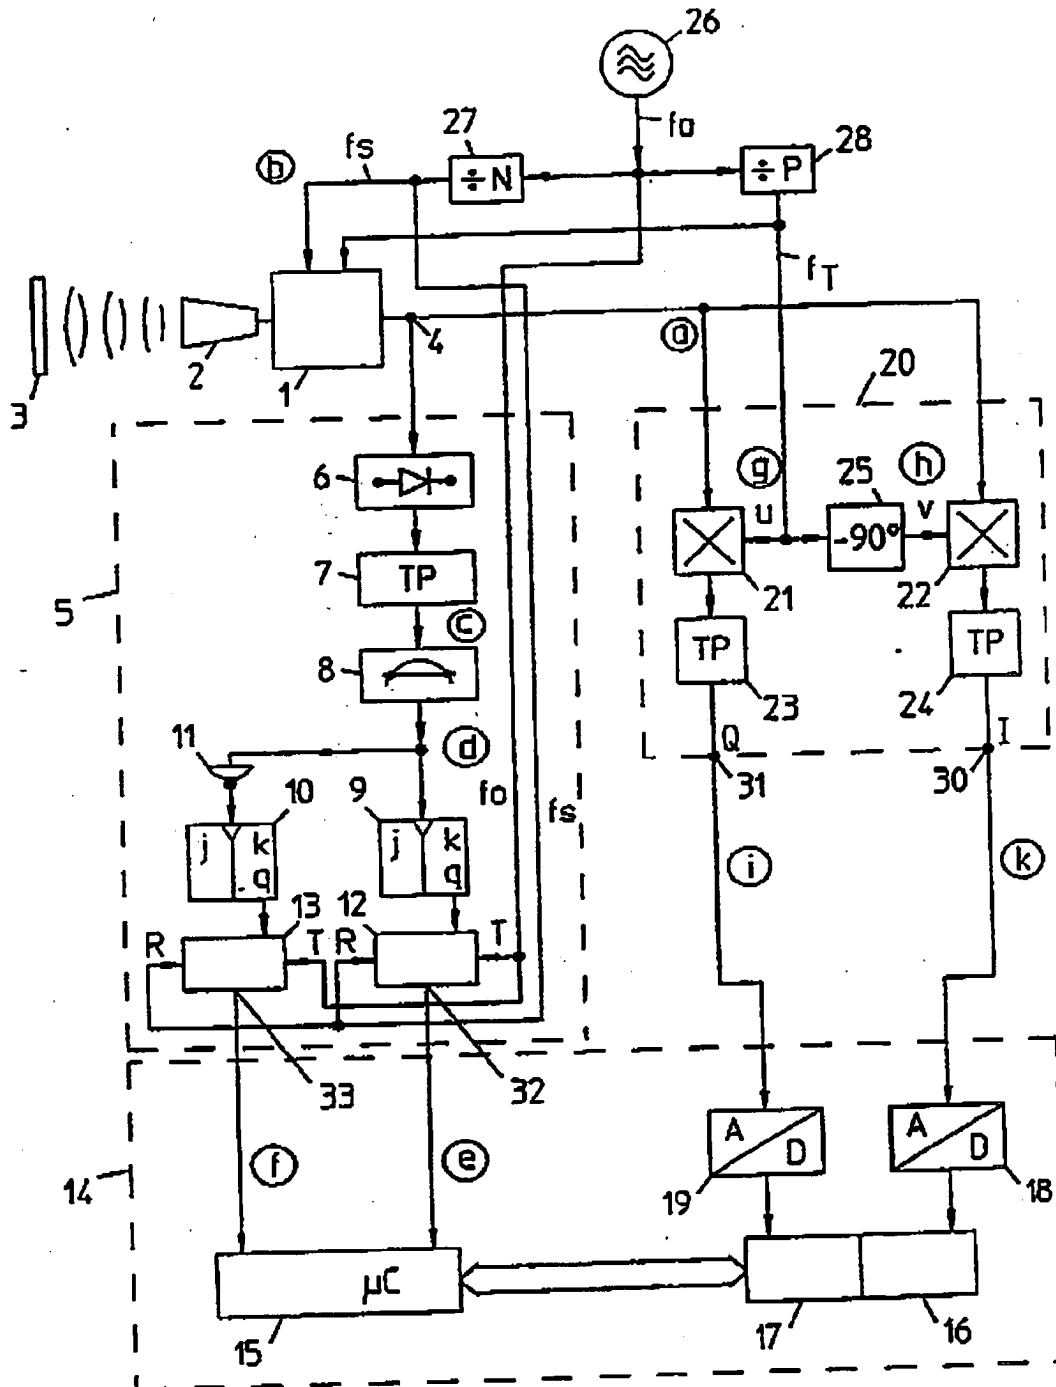 26
fo
27
28
fs
b
÷ N
÷ P
fT
3
2
1
4
a
20
6
g
h
25
u
v
-90°
7
TP
21
22
5
c
TP
TP
8
23
24
11
d
Q
I
31
30
10
9
fo
fs
j
k
q
j
k
q
i
k
13
12
R
T
R
T
33
32
A
D
A
D
f
e
14
19
18
µC
15
17
16